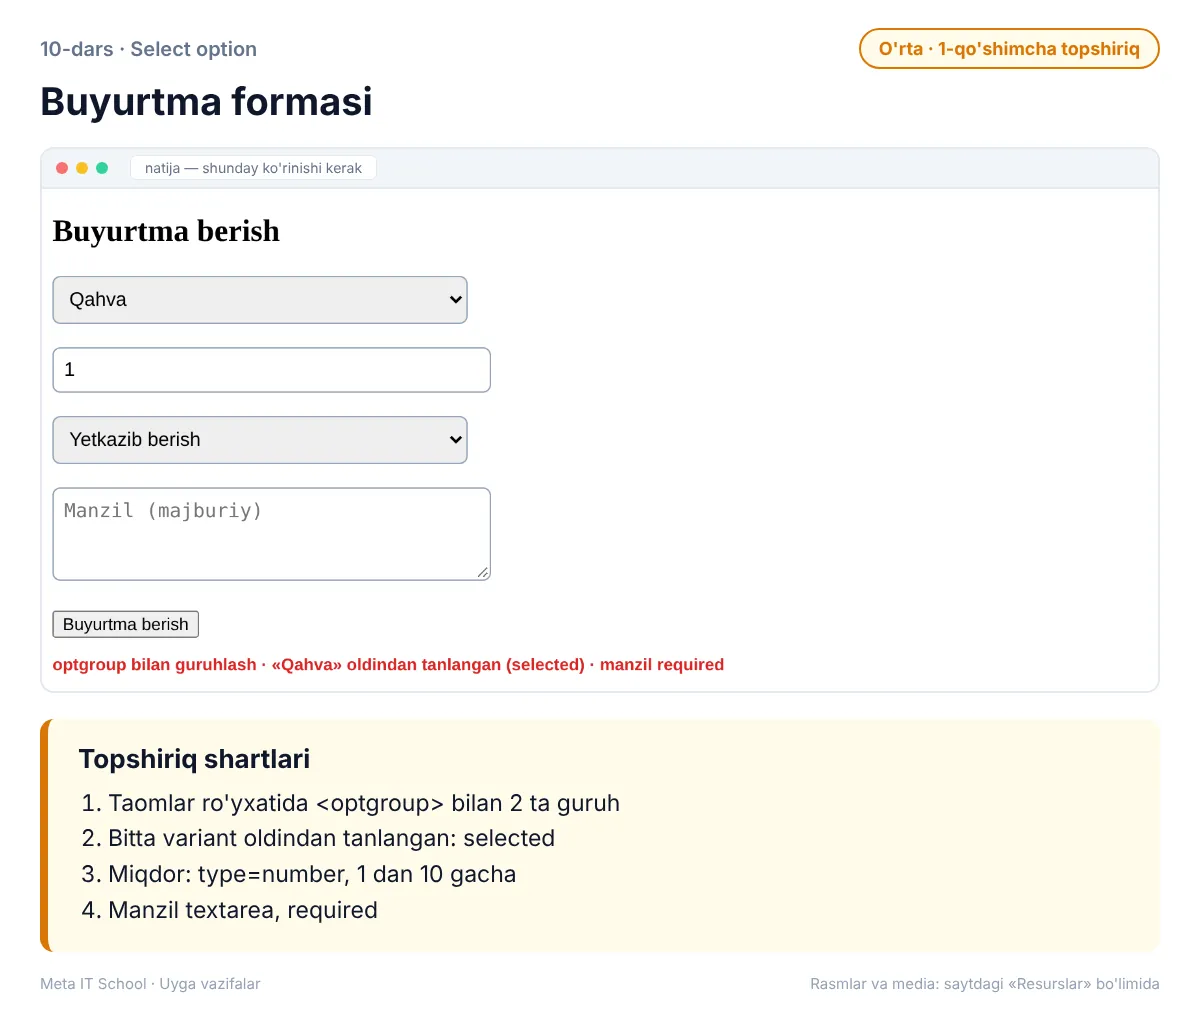 10-dars · Select option
O'rta · 1-qo'shimcha topshiriq
Buyurtma formasi
natija — shunday ko'rinishi kerak
Buyurtma berish
Qahva
1
Yetkazib berish
Manzil (majburiy)
Buyurtma berish
optgroup bilan guruhlash · «Qahva» oldindan tanlangan (selected) · manzil required
Topshiriq shartlari
1. Taomlar ro'yxatida <optgroup> bilan 2 ta guruh
2. Bitta variant oldindan tanlangan: selected
3. Miqdor: type=number, 1 dan 10 gacha
4. Manzil textarea, required
Meta IT School · Uyga vazifalar
Rasmlar va media: saytdagi «Resurslar» bo'limida